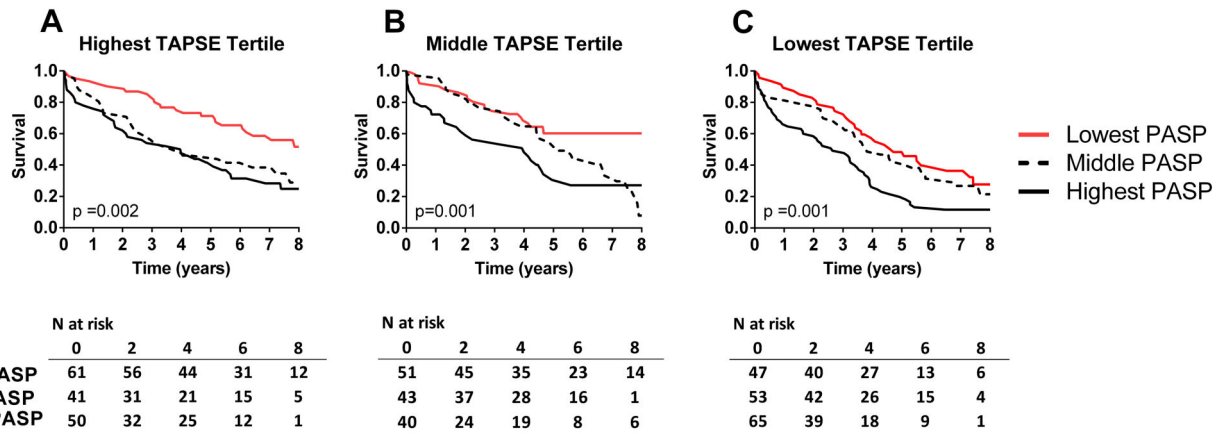 A
Highest TAPSE Tertile
Survival
1.0
0.8
0.6
0.4
0.2
0.0
p =0.002
0 1 2 3 4 5 6 7 8
Time (years)
B
Middle TAPSE Tertile
Survival
1.0
0.8
0.6
0.4
0.2
0.0
p=0.001
0 1 2 3 4 5 6 7 8
Time (years)
C
Lowest TAPSE Tertile
Survival
1.0
0.8
0.6
0.4
0.2
0.0
p=0.001
0 1 2 3 4 5 6 7 8
Time (years)
Lowest PASP
Middle PASP
Highest PASP
N at risk
0 2 4 6 8
ASP 61 56 44 31 12
ASP 41 31 21 15 5
PASP 50 32 25 12 1
N at risk
0 2 4 6 8
51 45 35 23 14
43 37 28 16 1
40 24 19 8 6
N at risk
0 2 4 6 8
47 40 27 13 6
53 42 26 15 4
65 39 18 9 1